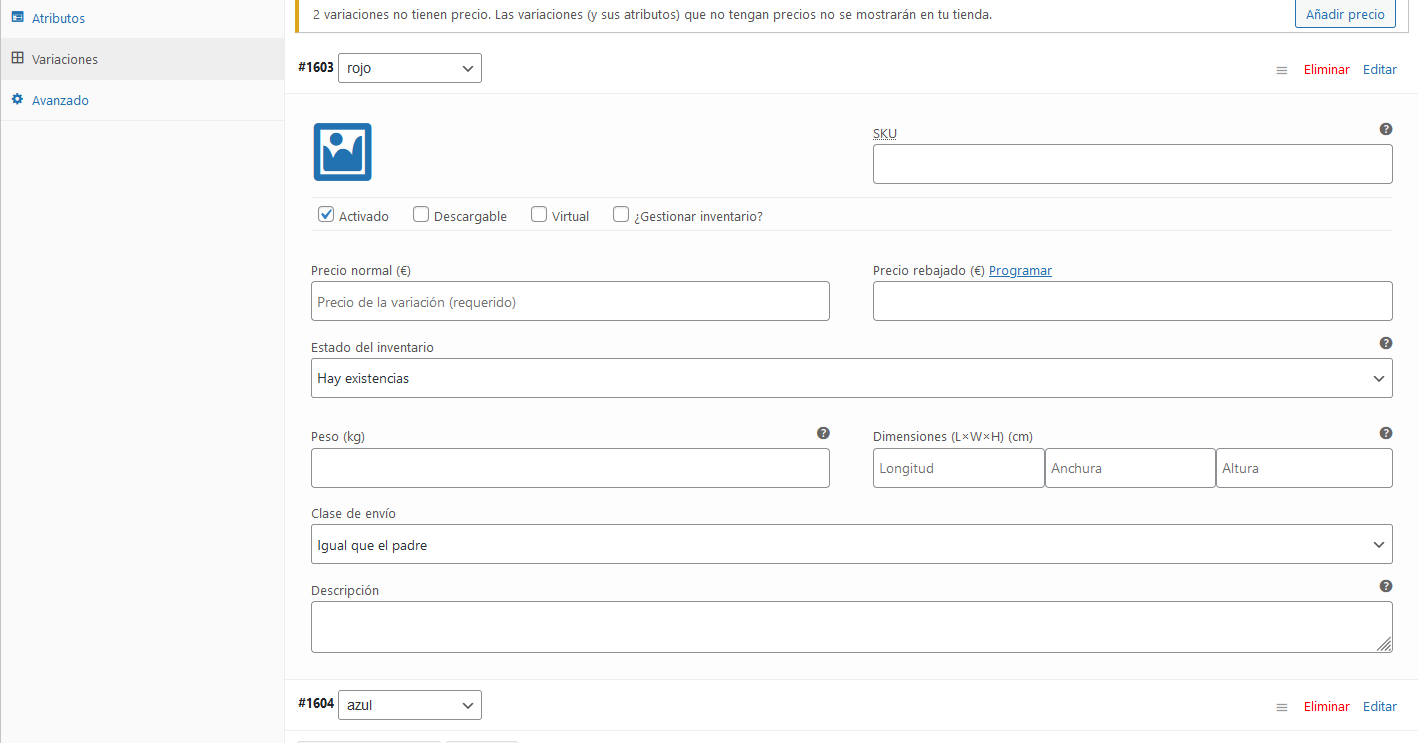 Atributos
2 variaciones no tienen precio. Las variaciones (y sus atributos) que no tengan precios no se mostrarán en tu tienda.
Añadir precio
Variaciones
Avanzado
#1603 rojo
Eliminar Editar
SKU
Activado Descargable Virtual ¿Gestionar inventario?
Precio normal (€)
Precio de la variación (requerido)
Precio rebajado (€) Programar
Estado del inventario
Hay existencias
Peso (kg)
Dimensiones (L×W×H) (cm)
Longitud Anchura Altura
Clase de envío
Igual que el padre
Descripción
#1604 azul
Eliminar Editar